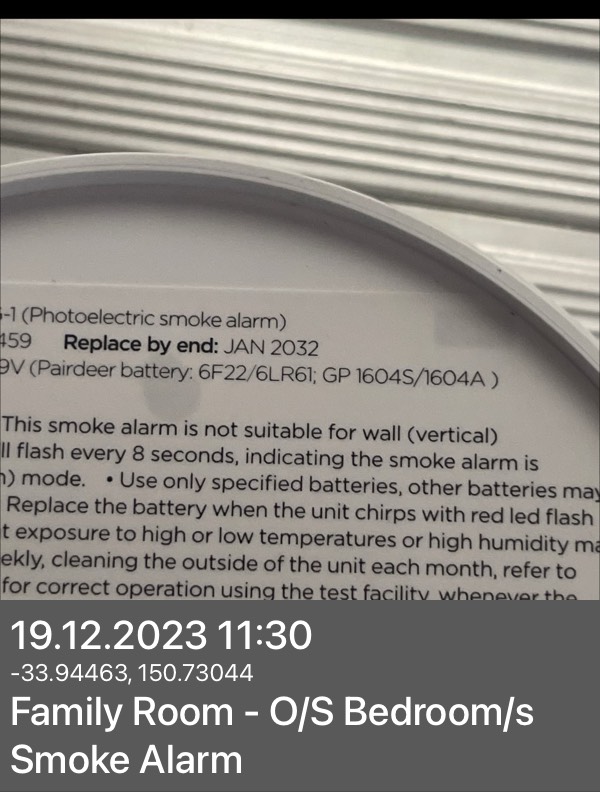 -1 (Photoelectric smoke alarm)
459 Replace by end: JAN 2032
9V (Pairdeer battery: 6F22/6LR61; GP 1604S/1604A )
This smoke alarm is not suitable for wall (vertical)
ll flash every 8 seconds, indicating the smoke alarm is
) mode. • Use only specified batteries, other batteries may
Replace the battery when the unit chirps with red led flash
t exposure to high or low temperatures or high humidity ma
ekly, cleaning the outside of the unit each month, refer to
for correct operation using the test facility, whenever the
19.12.2023 11:30
-33.94463, 150.73044
Family Room - O/S Bedroom/s
Smoke Alarm